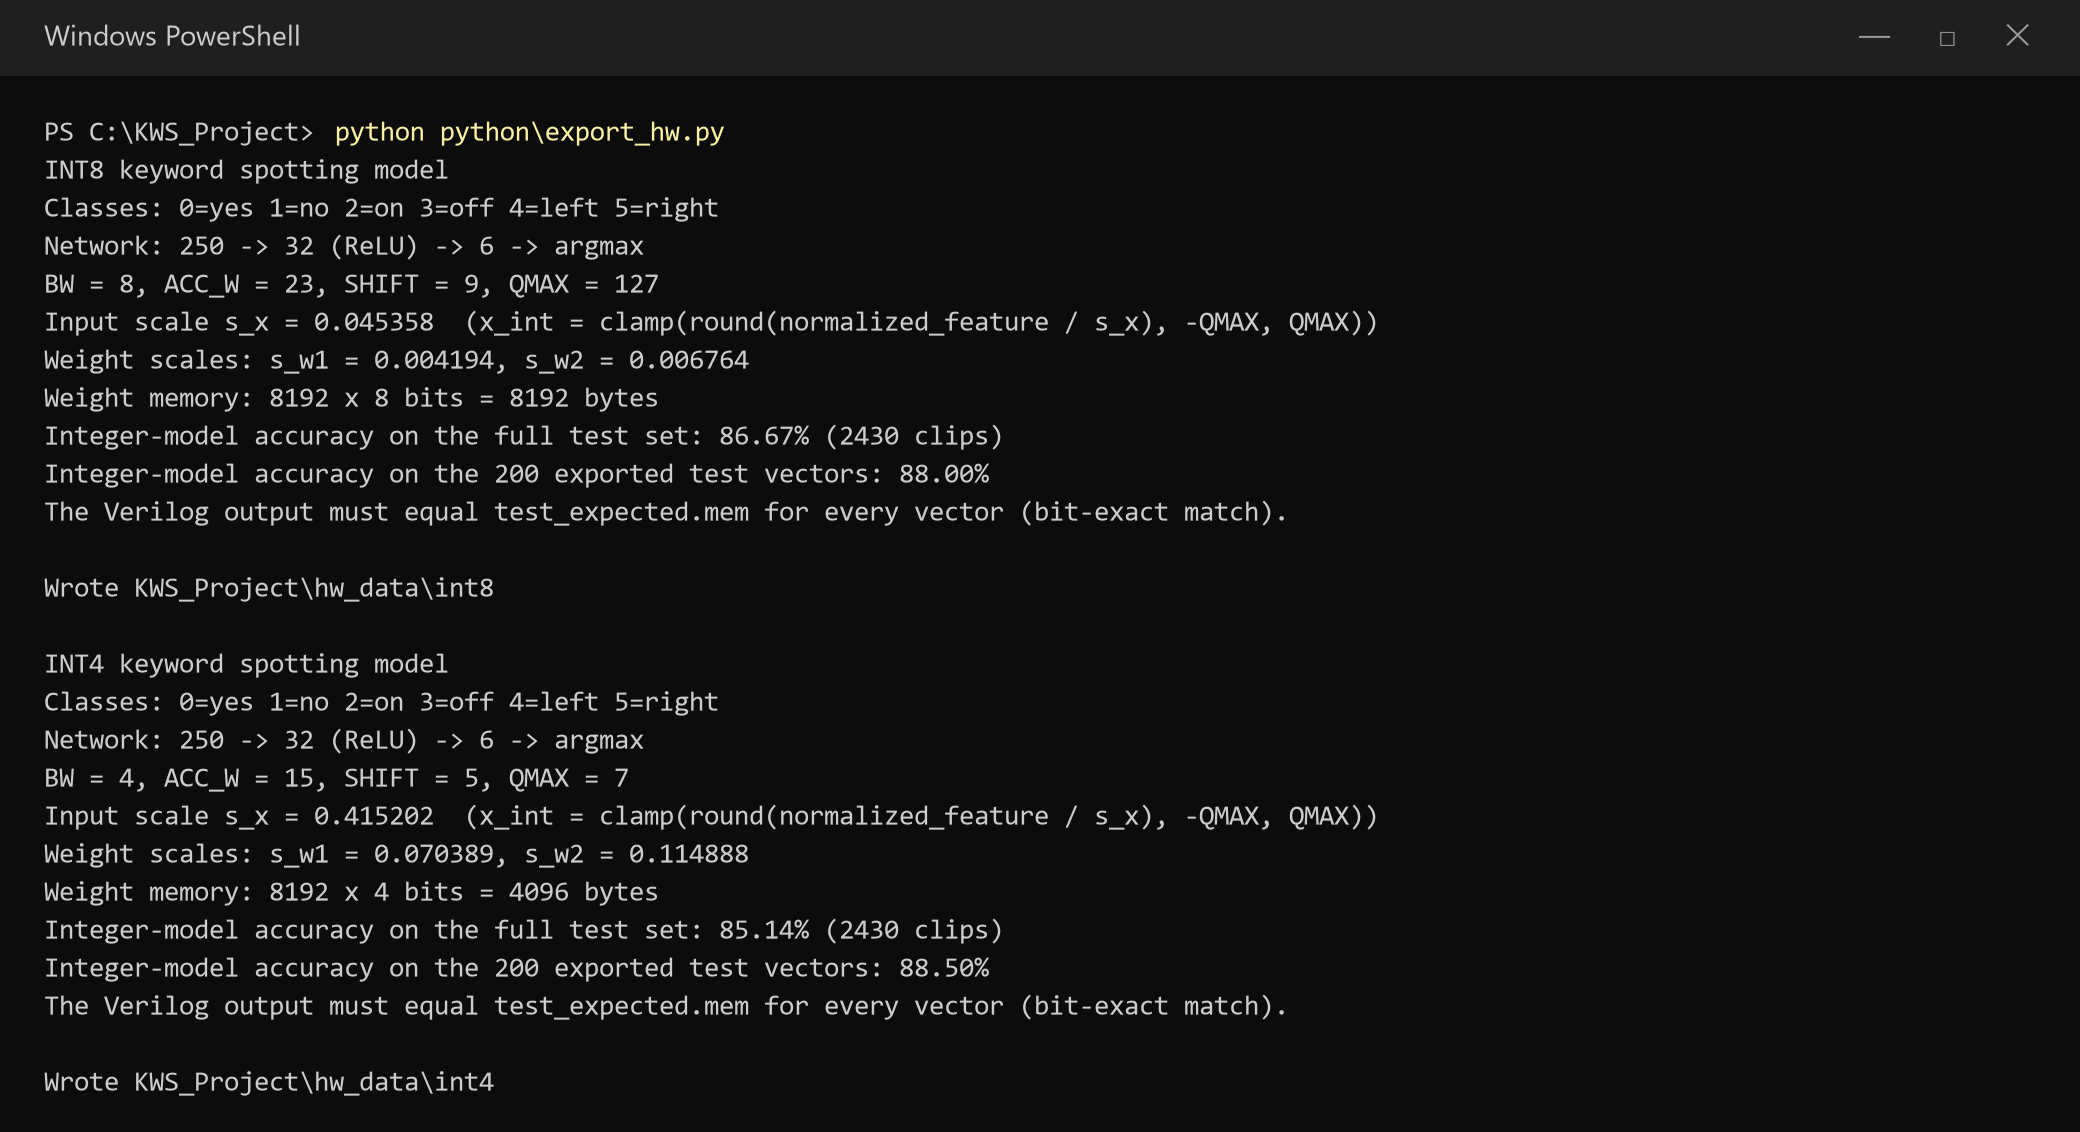 Windows PowerShell
PS C:\KWS_Project> python python\export_hw.py
INT8 keyword spotting model
Classes: 0=yes 1=no 2=on 3=off 4=left 5=right
Network: 250 -> 32 (ReLU) -> 6 -> argmax
BW = 8, ACC_W = 23, SHIFT = 9, QMAX = 127
Input scale s_x = 0.045358  (x_int = clamp(round(normalized_feature / s_x), -QMAX, QMAX))
Weight scales: s_w1 = 0.004194, s_w2 = 0.006764
Weight memory: 8192 x 8 bits = 8192 bytes
Integer-model accuracy on the full test set: 86.67% (2430 clips)
Integer-model accuracy on the 200 exported test vectors: 88.00%
The Verilog output must equal test_expected.mem for every vector (bit-exact match).
Wrote KWS_Project\hw_data\int8
INT4 keyword spotting model
Classes: 0=yes 1=no 2=on 3=off 4=left 5=right
Network: 250 -> 32 (ReLU) -> 6 -> argmax
BW = 4, ACC_W = 15, SHIFT = 5, QMAX = 7
Input scale s_x = 0.415202  (x_int = clamp(round(normalized_feature / s_x), -QMAX, QMAX))
Weight scales: s_w1 = 0.070389, s_w2 = 0.114888
Weight memory: 8192 x 4 bits = 4096 bytes
Integer-model accuracy on the full test set: 85.14% (2430 clips)
Integer-model accuracy on the 200 exported test vectors: 88.50%
The Verilog output must equal test_expected.mem for every vector (bit-exact match).
Wrote KWS_Project\hw_data\int4